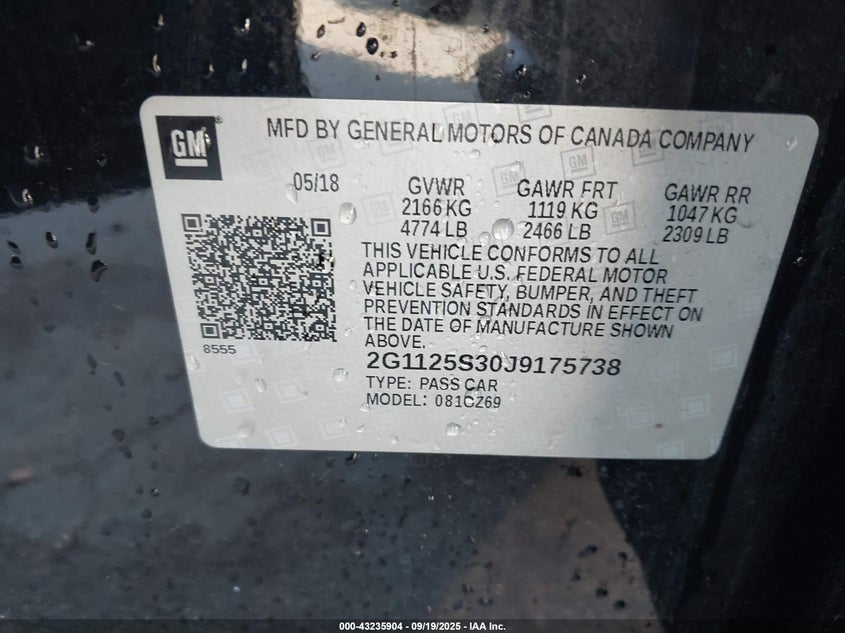 GM
MFD BY GENERAL MOTORS OF CANADA COMPANY
05/18 GVWR GAWR FRT GAWR RR
2166 KG 1119 KG 1047 KG
4774 LB 2466 LB 2309 LB
THIS VEHICLE CONFORMS TO ALL
APPLICABLE U.S. FEDERAL MOTOR
VEHICLE SAFETY, BUMPER, AND THEFT
PREVENTION STANDARDS IN EFFECT ON
THE DATE OF MANUFACTURE SHOWN
ABOVE.
8555
2G1125S30J9175738
TYPE: PASS CAR
MODEL: 081GZ69
000-43235904 - 09/19/2025 - IAA Inc.